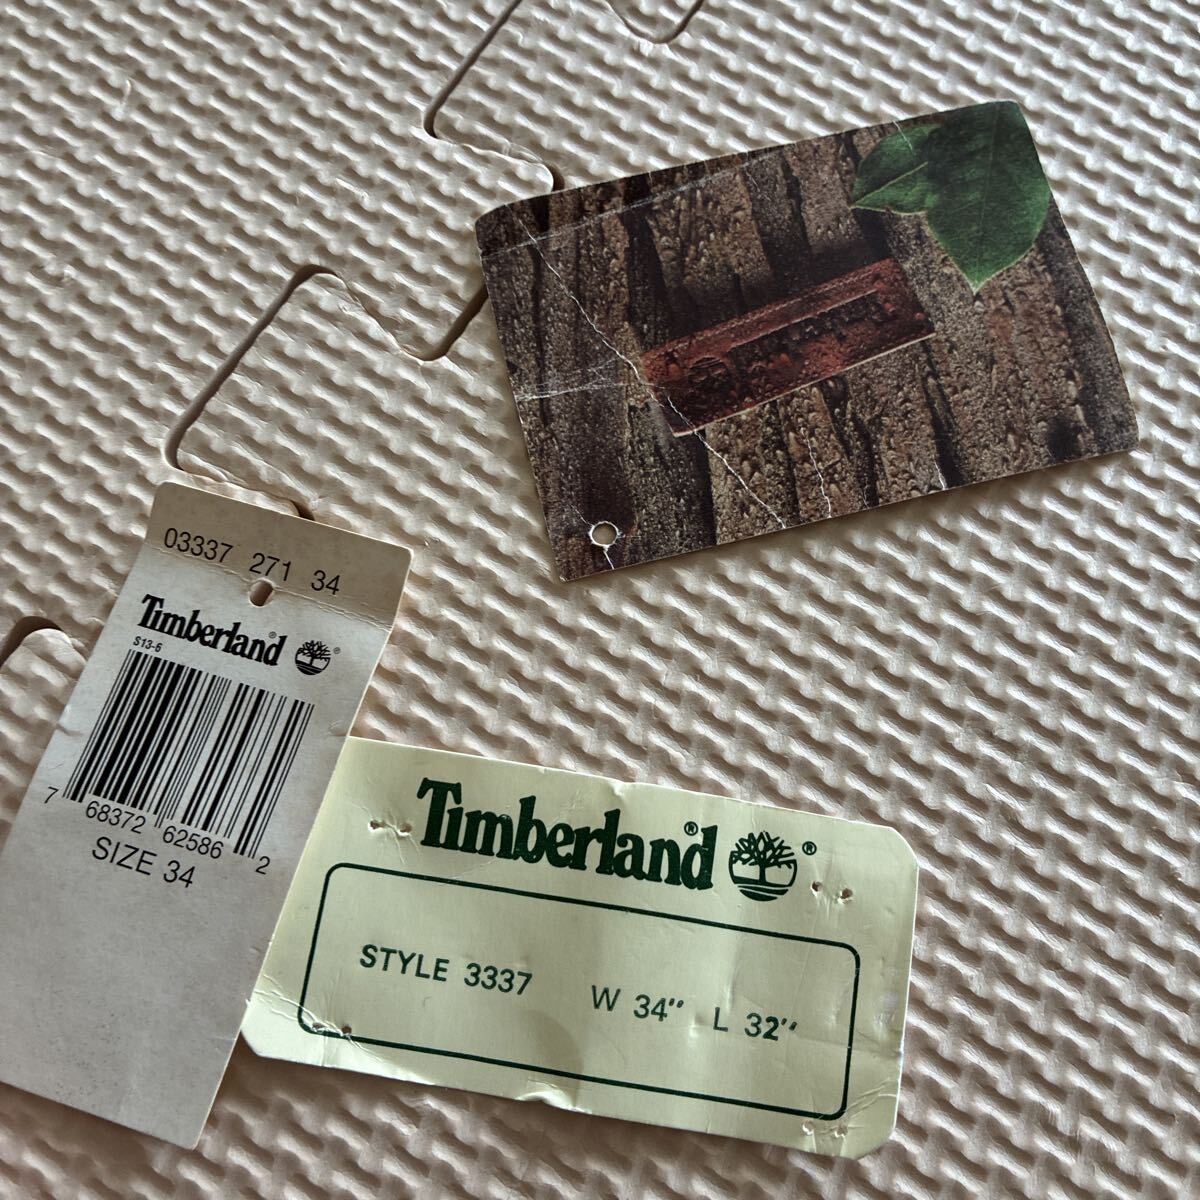 03337 271 34
Timberland®
S13-6
7 68372 62586 2
SIZE 34
Timberland®
STYLE 3337 W 34" L 32"